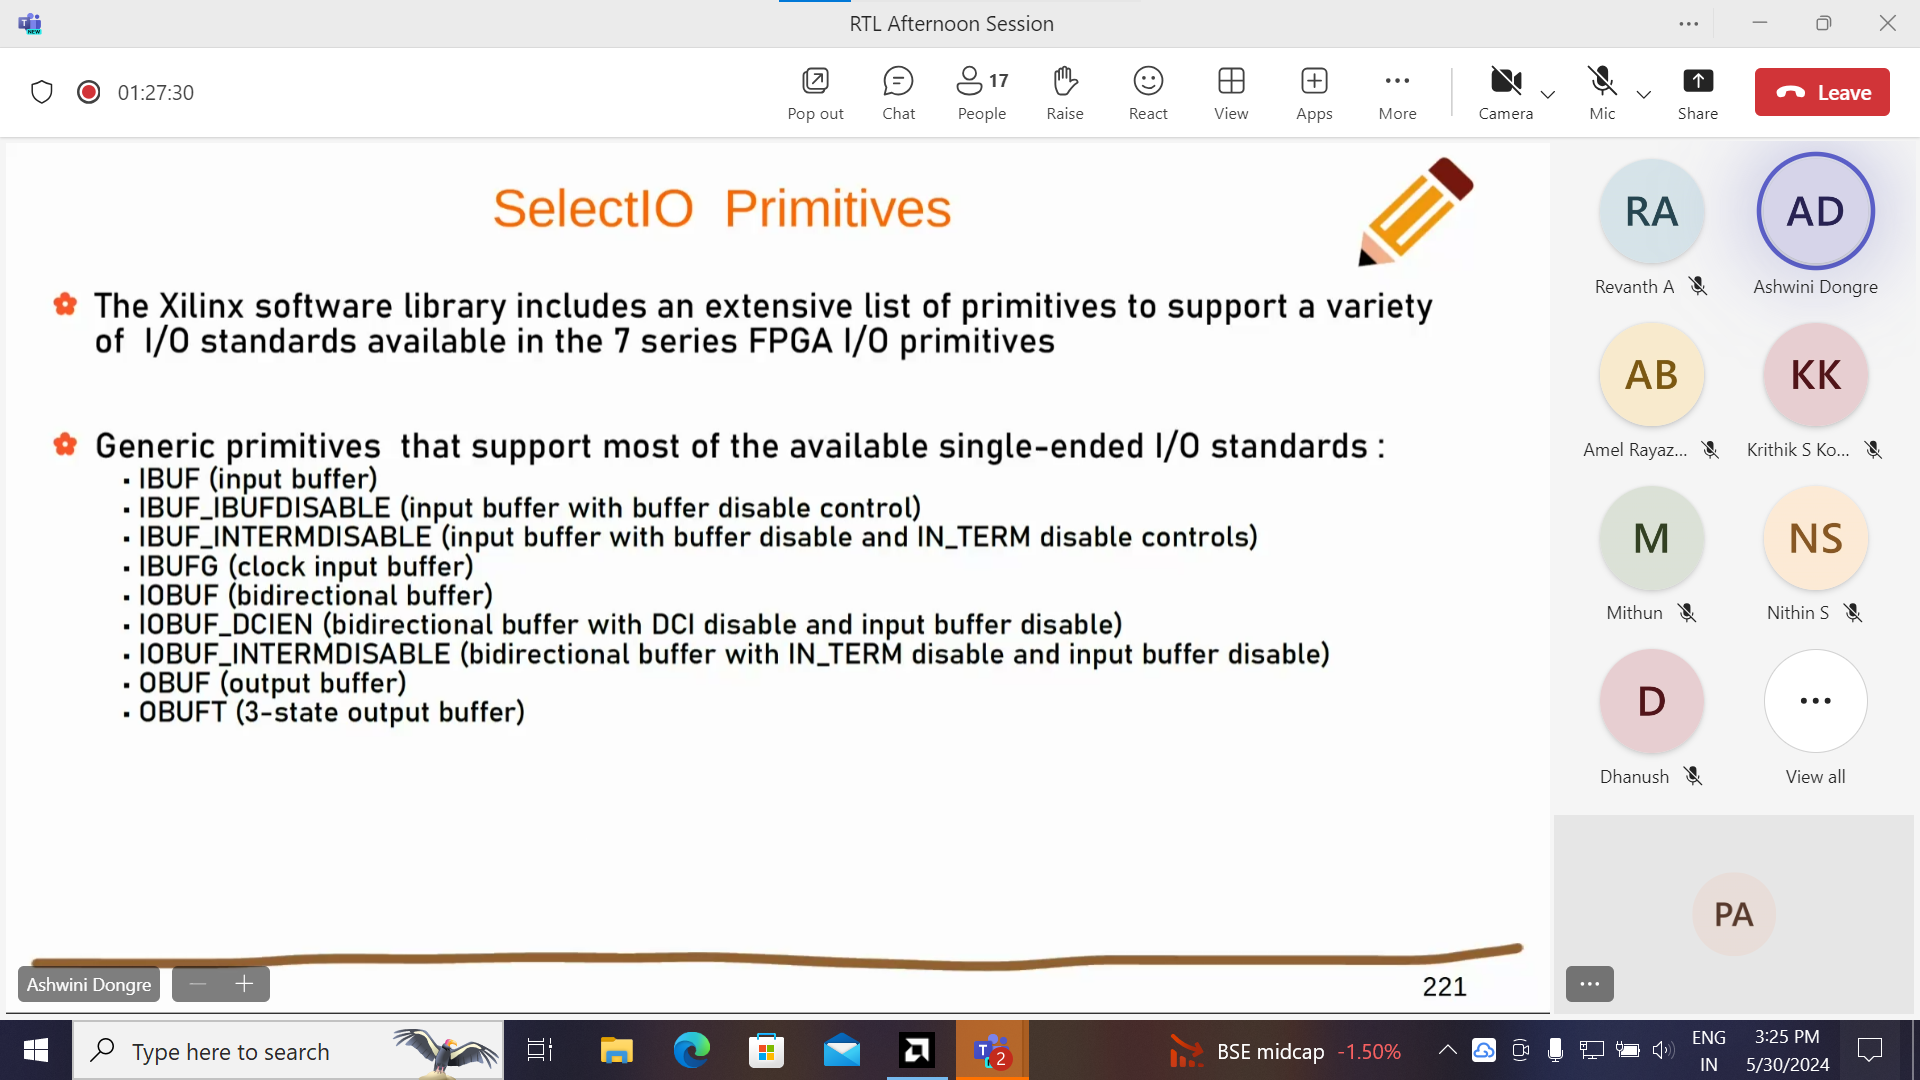 RTL Afternoon Session
01:27:30
Pop out
Chat
17
People
Raise
React
View
Apps
More
Camera
Mic
Share
Leave
SelectIO Primitives
The Xilinx software library includes an extensive list of primitives to support a variety
of I/O standards available in the 7 series FPGA I/O primitives
Generic primitives that support most of the available single-ended I/O standards :
▪ IBUF (input buffer)
▪ IBUF_IBUFDISABLE (input buffer with buffer disable control)
▪ IBUF_INTERMDISABLE (input buffer with buffer disable and IN_TERM disable controls)
▪ IBUFG (clock input buffer)
▪ IOBUF (bidirectional buffer)
▪ IOBUF_DCIEN (bidirectional buffer with DCI disable and input buffer disable)
▪ IOBUF_INTERMDISABLE (bidirectional buffer with IN_TERM disable and input buffer disable)
▪ OBUF (output buffer)
▪ OBUFT (3-state output buffer)
221
Ashwini Dongre
RA
Revanth A
AD
Ashwini Dongre
AB
Amel Rayaz...
KK
Krithik S Ko...
M
Mithun
NS
Nithin S
D
Dhanush
View all
PA
Type here to search
2
BSE midcap -1.50%
ENG
IN
3:25 PM
5/30/2024